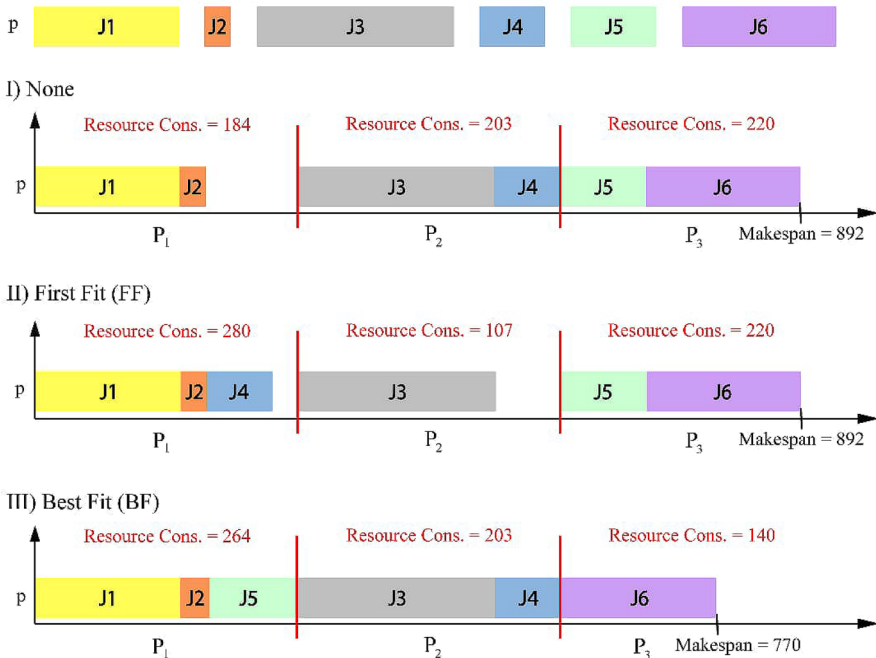 p J1 J2 J3 J4 J5 J6
I) None
Resource Cons. = 184 Resource Cons. = 203 Resource Cons. = 220
p J1 J2 J3 J4 J5 J6
P1 P2 P3 Makespan = 892
II) First Fit (FF)
Resource Cons. = 280 Resource Cons. = 107 Resource Cons. = 220
p J1 J2 J4 J3 J5 J6
P1 P2 P3 Makespan = 892
III) Best Fit (BF)
Resource Cons. = 264 Resource Cons. = 203 Resource Cons. = 140
p J1 J2 J5 J3 J4 J6
P1 P2 P3 Makespan = 770